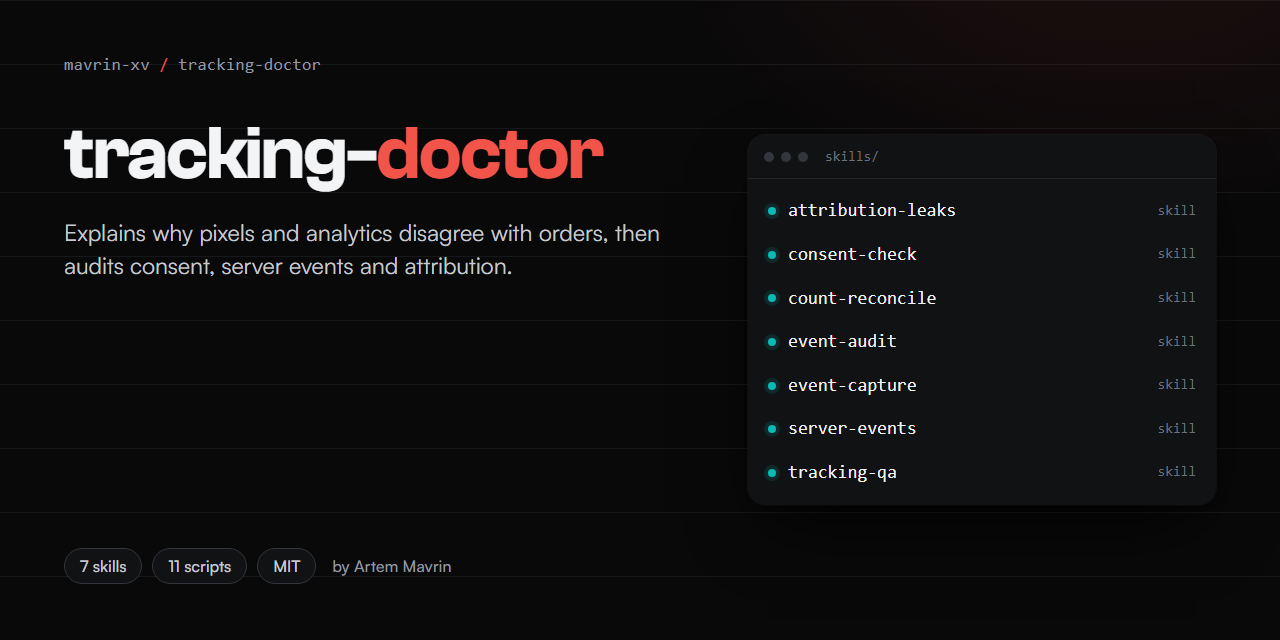 mavrin-xv / tracking-doctor
tracking-doctor
Explains why pixels and analytics disagree with orders, then
audits consent, server events and attribution.
7 skills
11 scripts
MIT
by Artem Mavrin
skills/
attribution-leaks skill
consent-check skill
count-reconcile skill
event-audit skill
event-capture skill
server-events skill
tracking-qa skill